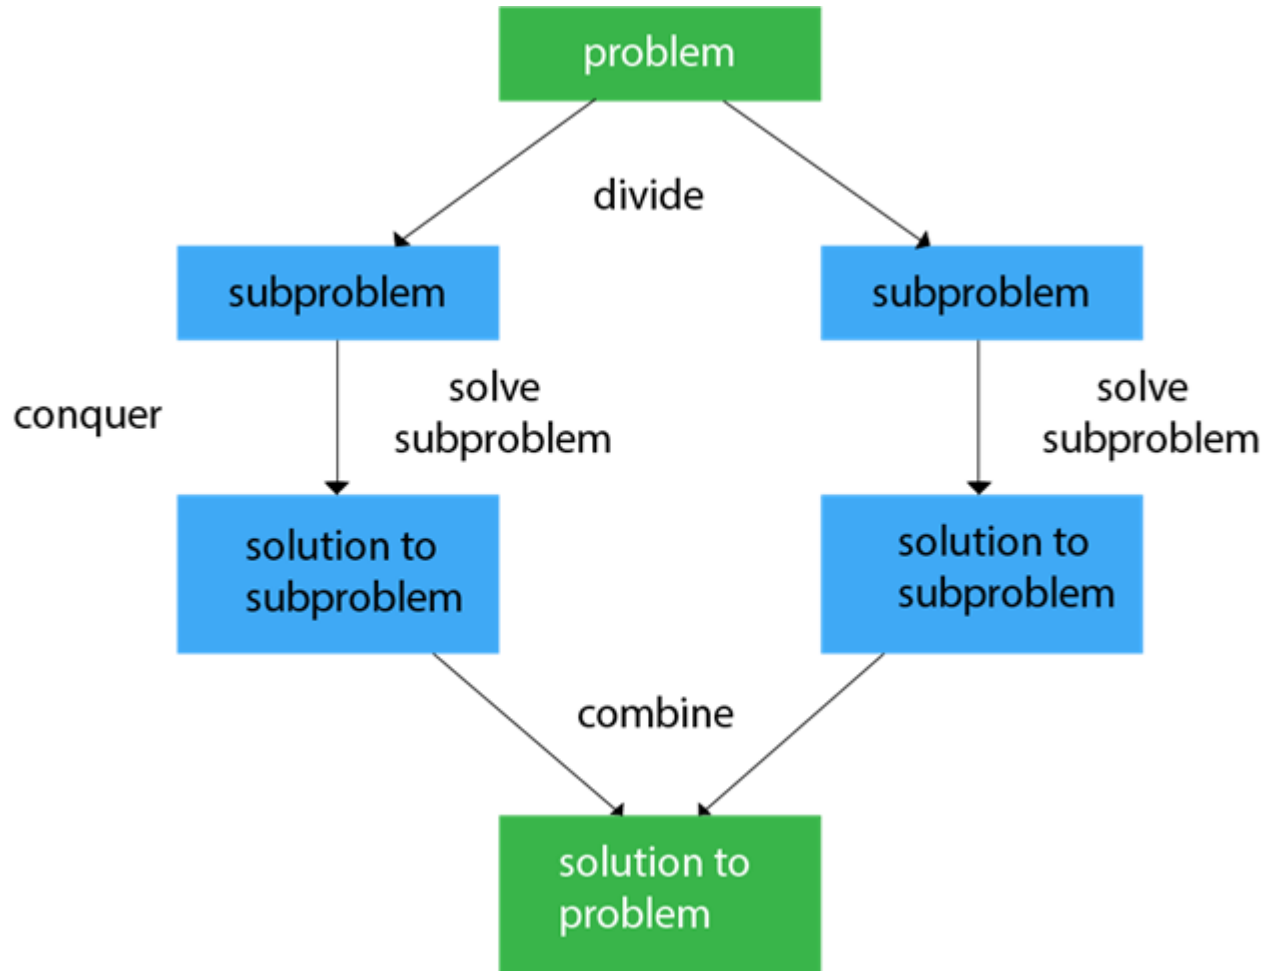 problem
divide
subproblem
subproblem
conquer
solve
subproblem
solve
subproblem
solution to
subproblem
solution to
subproblem
combine
solution to
problem